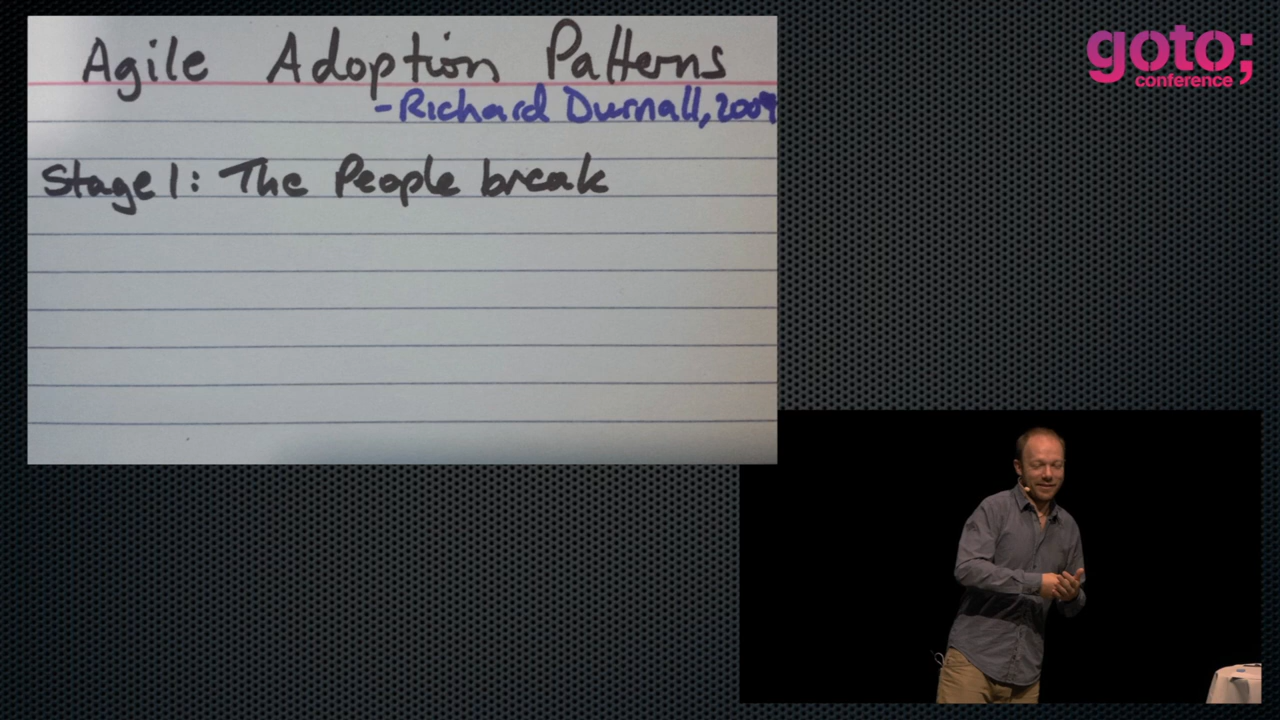 Agile Adoption Patterns
-Richard Durnall, 2009
Stage 1: The People break
goto;
conference